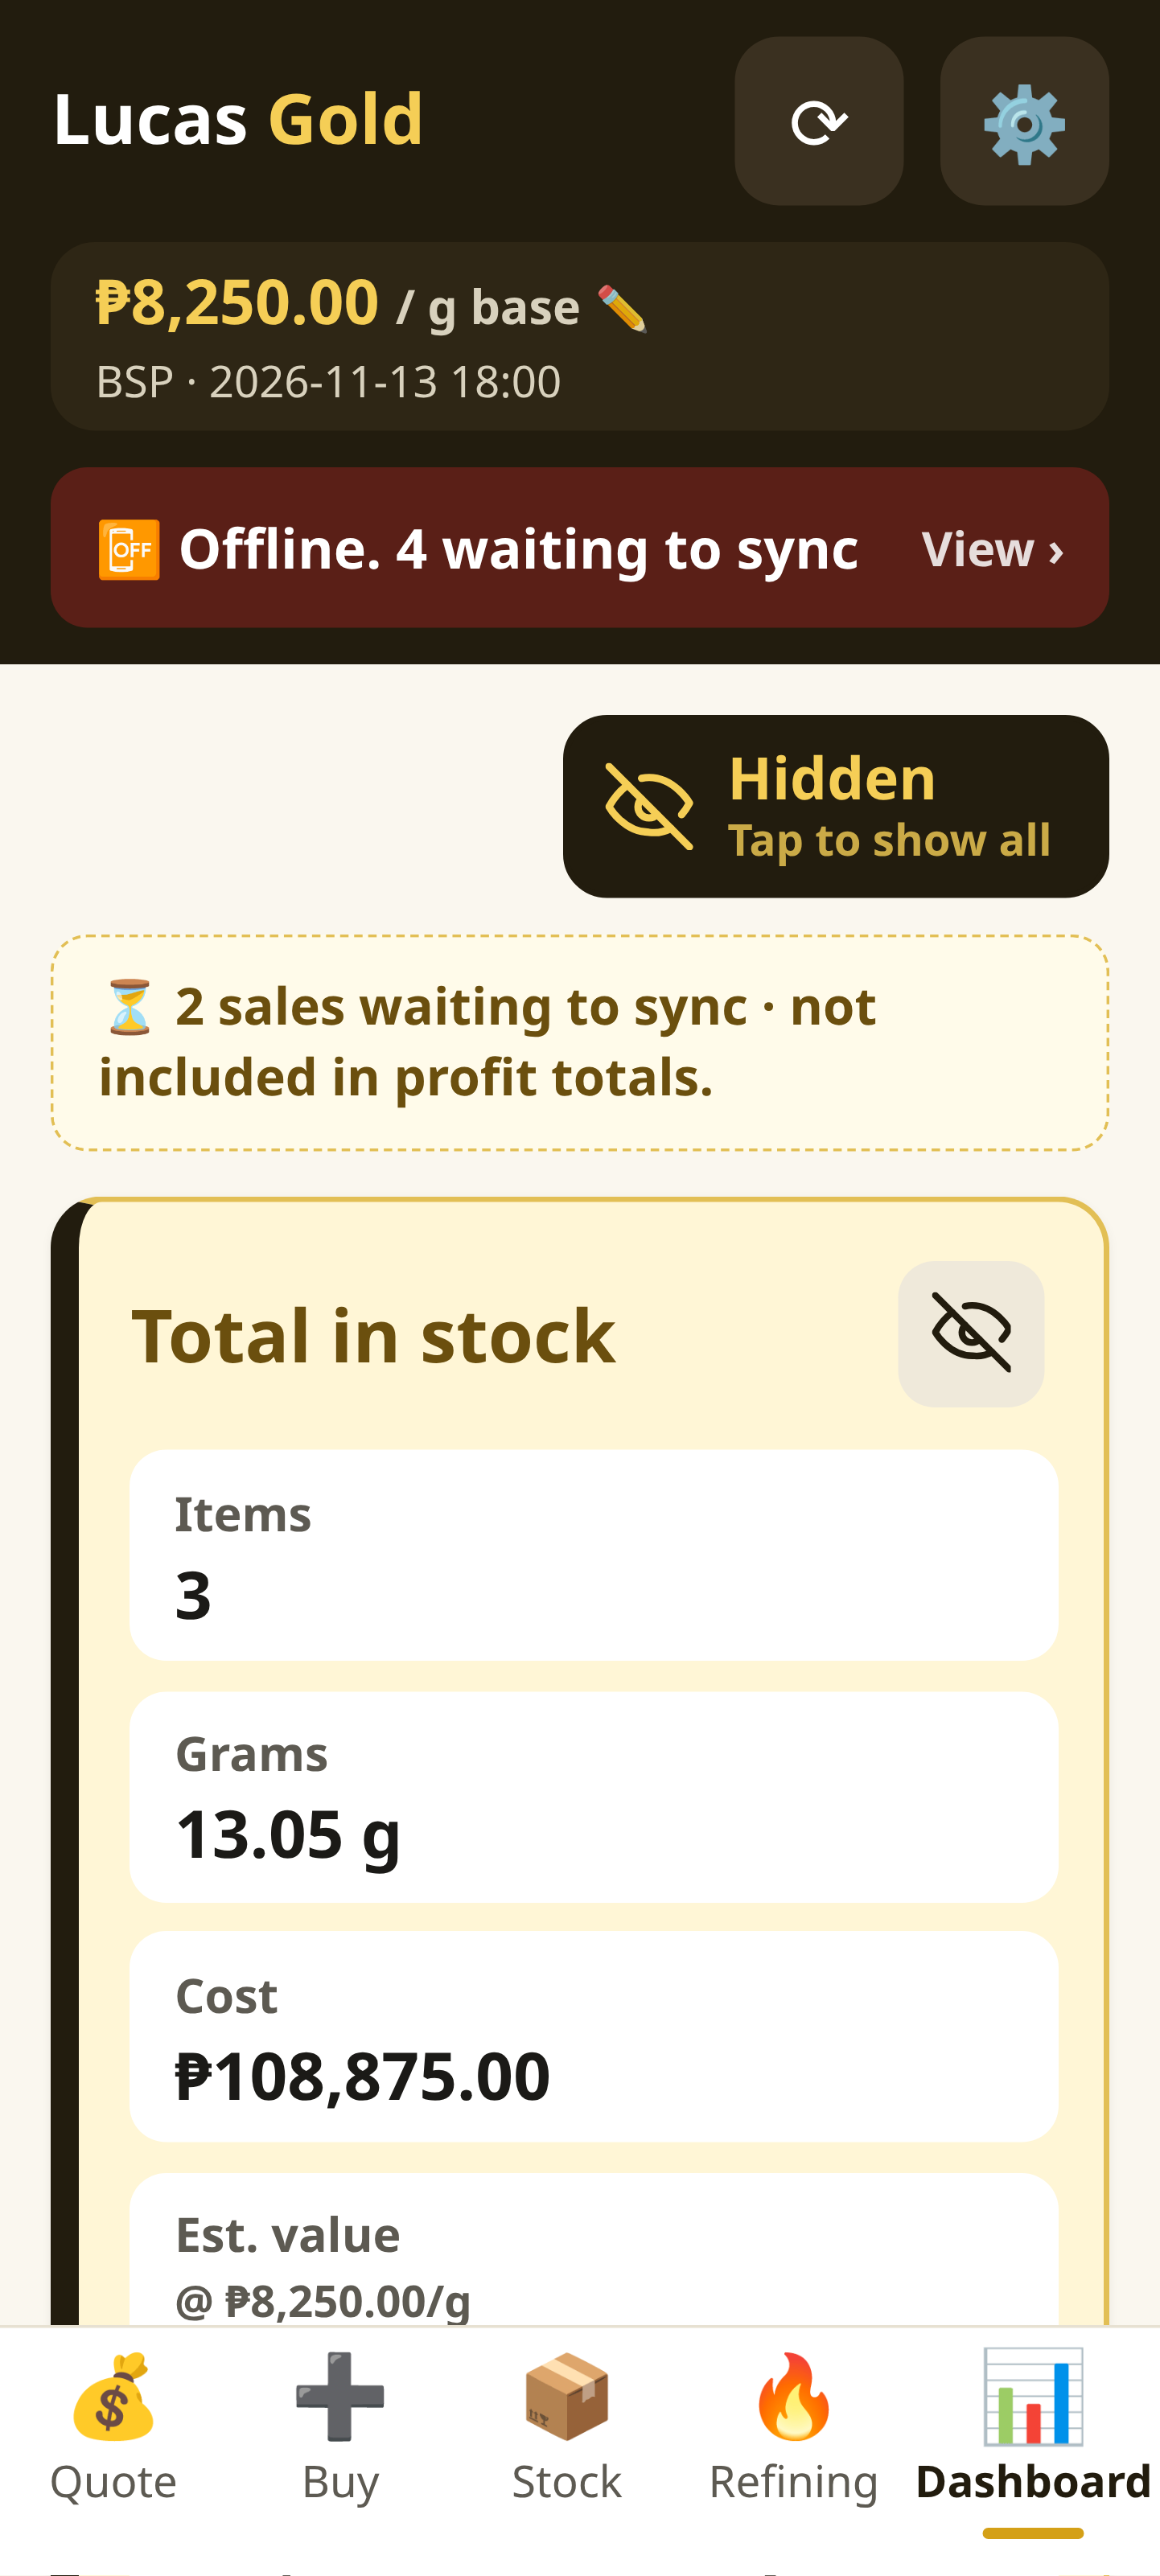 Lucas Gold
₱8,250.00 / g base
BSP · 2026-11-13 18:00
OFF Offline. 4 waiting to sync View ›
Hidden
Tap to show all
2 sales waiting to sync · not
included in profit totals.
Total in stock
Items
3
Grams
13.05 g
Cost
₱108,875.00
Est. value
@ ₱8,250.00/g
Quote Buy Stock Refining Dashboard